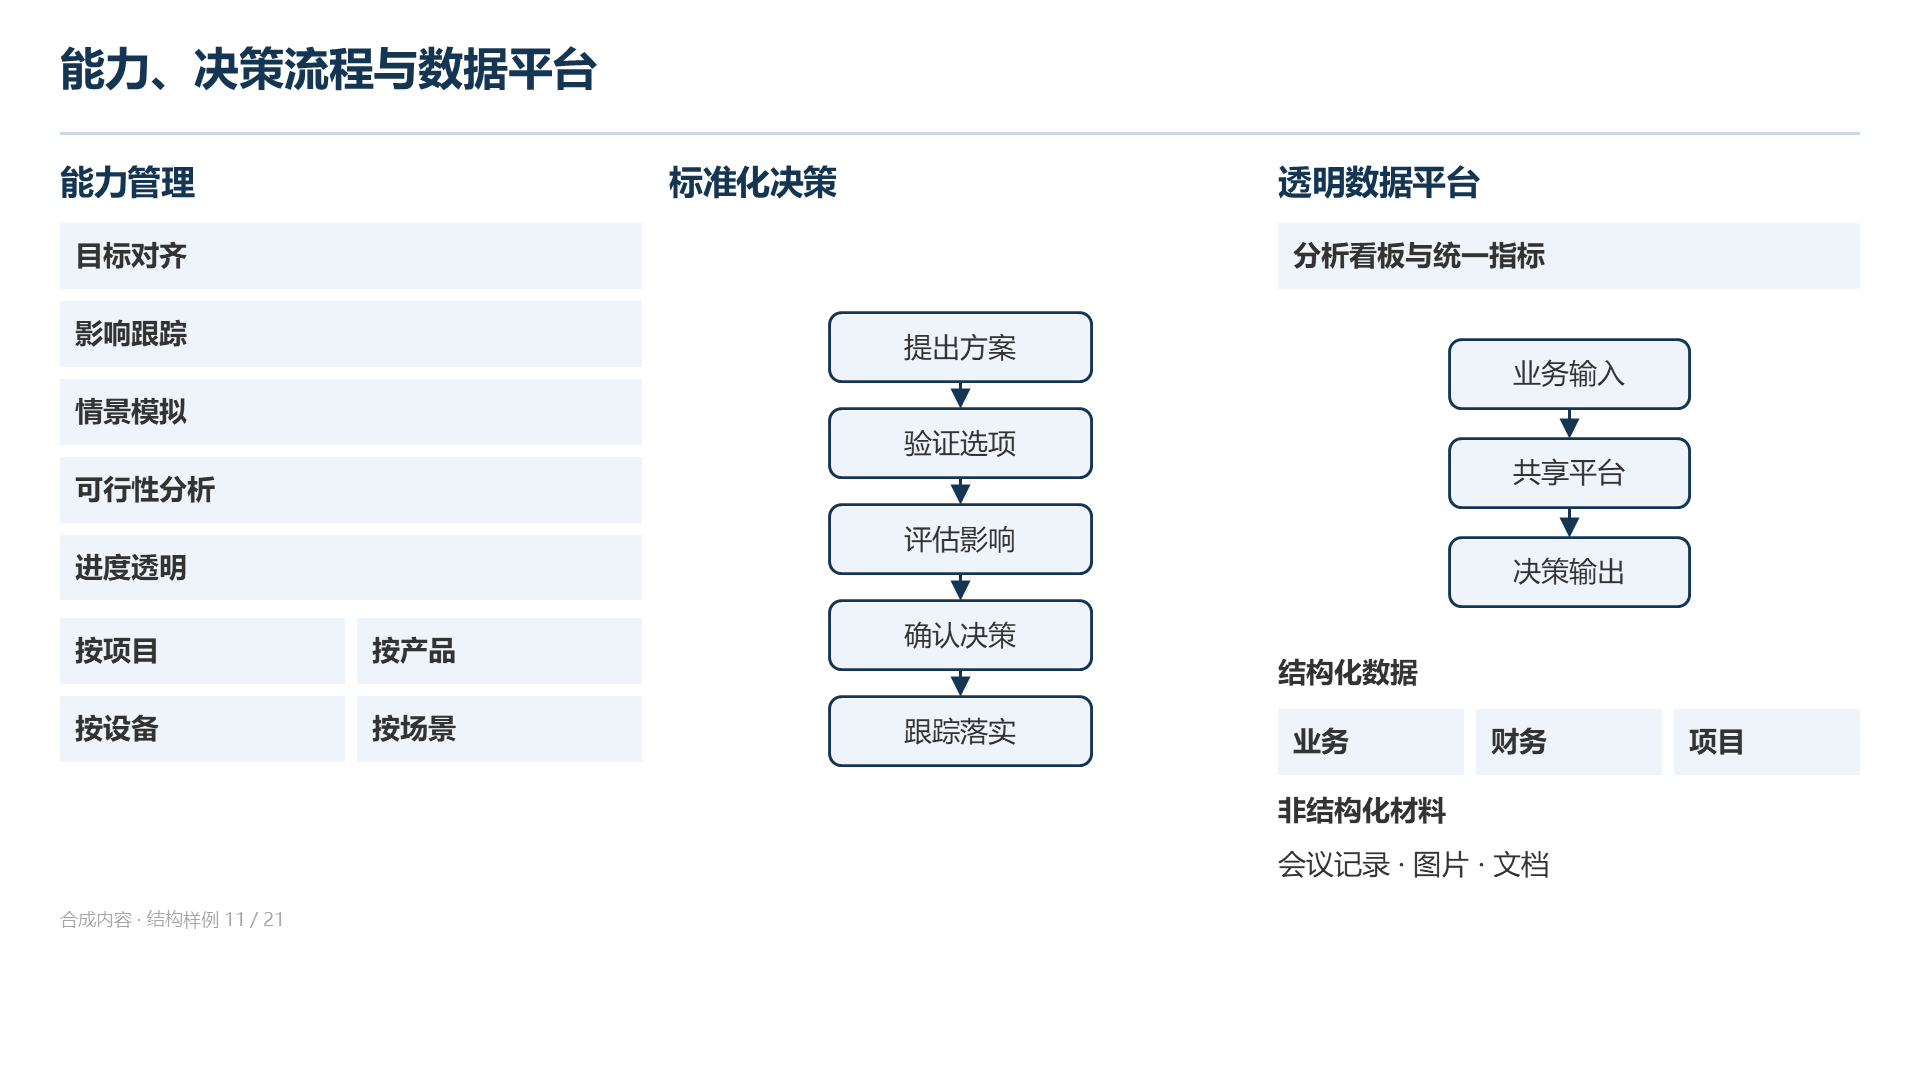 能力、决策流程与数据平台
能力管理
目标对齐
影响跟踪
情景模拟
可行性分析
进度透明
按项目
按产品
按设备
按场景
标准化决策
提出方案
验证选项
评估影响
确认决策
跟踪落实
透明数据平台
分析看板与统一指标
业务输入
共享平台
决策输出
结构化数据
业务
财务
项目
非结构化材料
会议记录 · 图片 · 文档
合成内容 · 结构样例 11 / 21